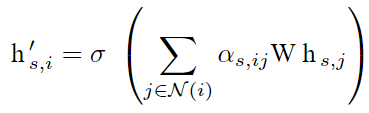 h′_{s,i} = σ ( ∑_{j∈𝒩(i)} α_{s,ij} W h_{s,j} )